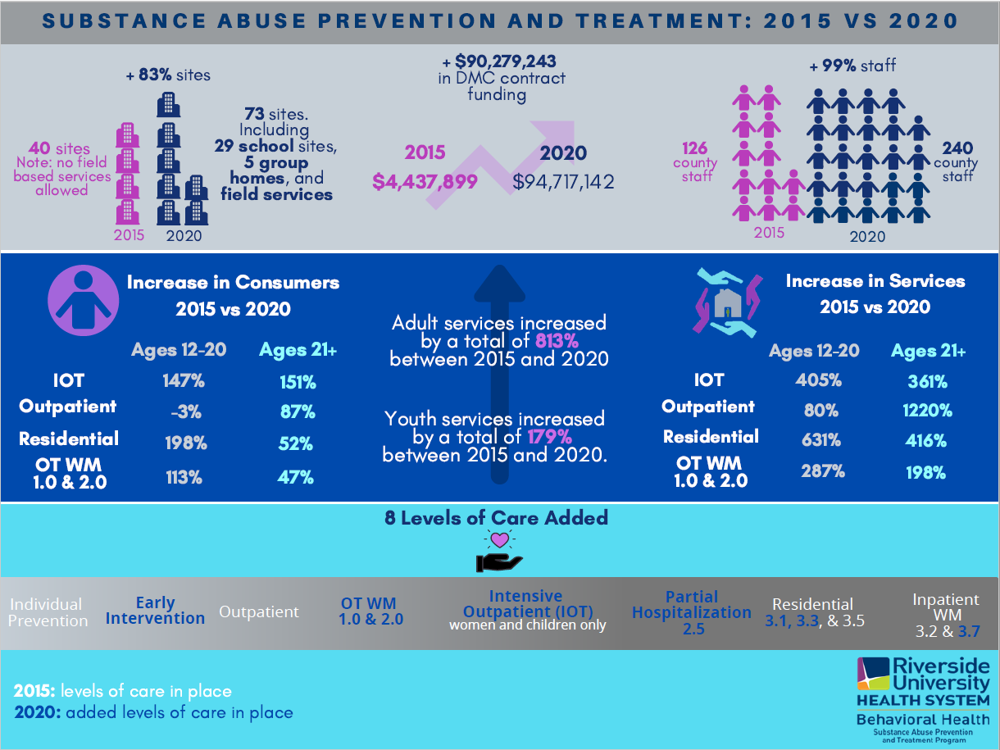 SUBSTANCE ABUSE PREVENTION AND TREATMENT: 2015 VS 2020
+ 83% sites
40 sites
Note: no field
based services
allowed
2015
2020
73 sites.
Including
29 school sites,
5 group
homes, and
field services
+ $90,279,243
in DMC contract
funding
2015
2020
$4,437,899
$94,717,142
+ 99% staff
126
county
staff
2015
2020
240
county
staff
Increase in Consumers
2015 vs 2020
Ages 12-20 Ages 21+
IOT 147% 151%
Outpatient -3% 87%
Residential 198% 52%
OT WM
1.0 & 2.0 113% 47%
Adult services increased
by a total of 813%
between 2015 and 2020
Youth services increased
by a total of 179%
between 2015 and 2020.
Increase in Services
2015 vs 2020
Ages 12-20 Ages 21+
IOT 405% 361%
Outpatient 80% 1220%
Residential 631% 416%
OT WM
1.0 & 2.0 287% 198%
8 Levels of Care Added
Individual
Prevention
Early
Intervention
Outpatient
OT WM
1.0 & 2.0
Intensive
Outpatient (IOT)
women and children only
Partial
Hospitalization
2.5
Residential
3.1, 3.3, & 3.5
Inpatient
WM
3.2 & 3.7
2015: levels of care in place
2020: added levels of care in place
Riverside
University
HEALTH SYSTEM
Behavioral Health
Substance Abuse Prevention
and Treatment Program